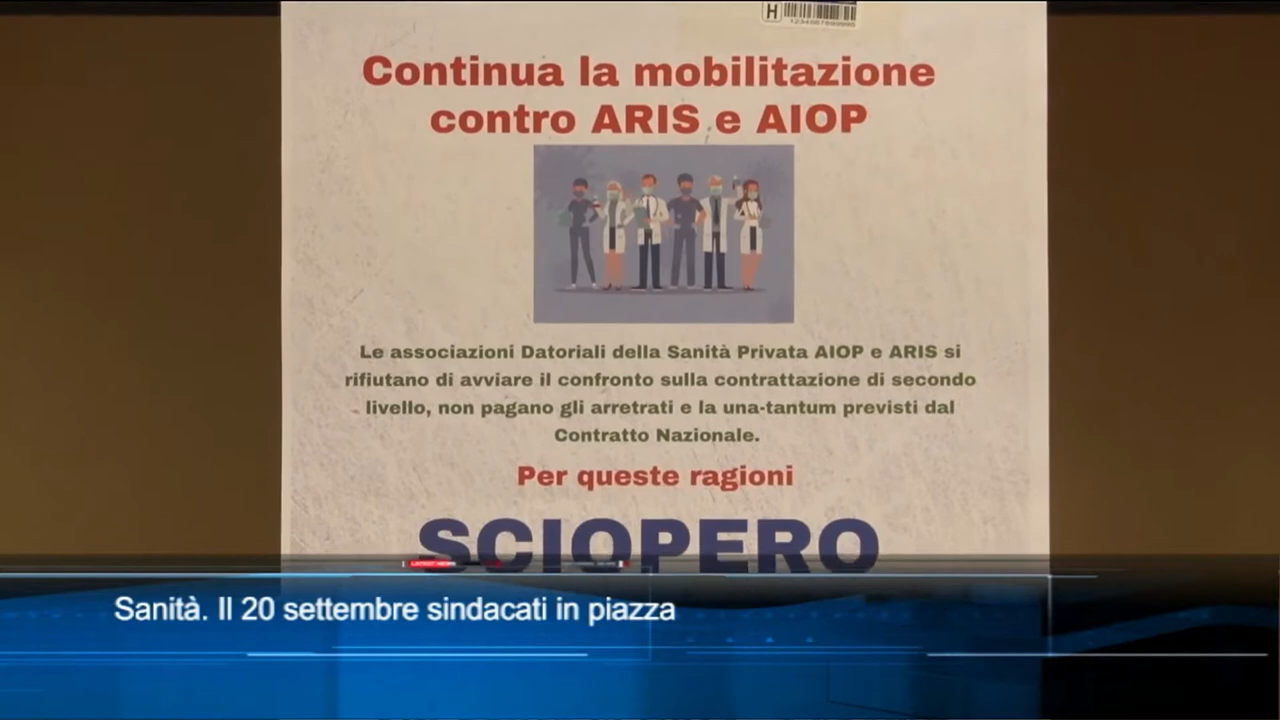 H
Continua la mobilitazione
contro ARIS e AIOP
Le associazioni Datoriali della Sanità Privata AIOP e ARIS si
rifiutano di avviare il confronto sulla contrattazione di secondo
livello, non pagano gli arretrati e la una-tantum previsti dal
Contratto Nazionale.
Per queste ragioni
SCIOPERO
LATEST NEWS
Sanità. Il 20 settembre sindacati in piazza